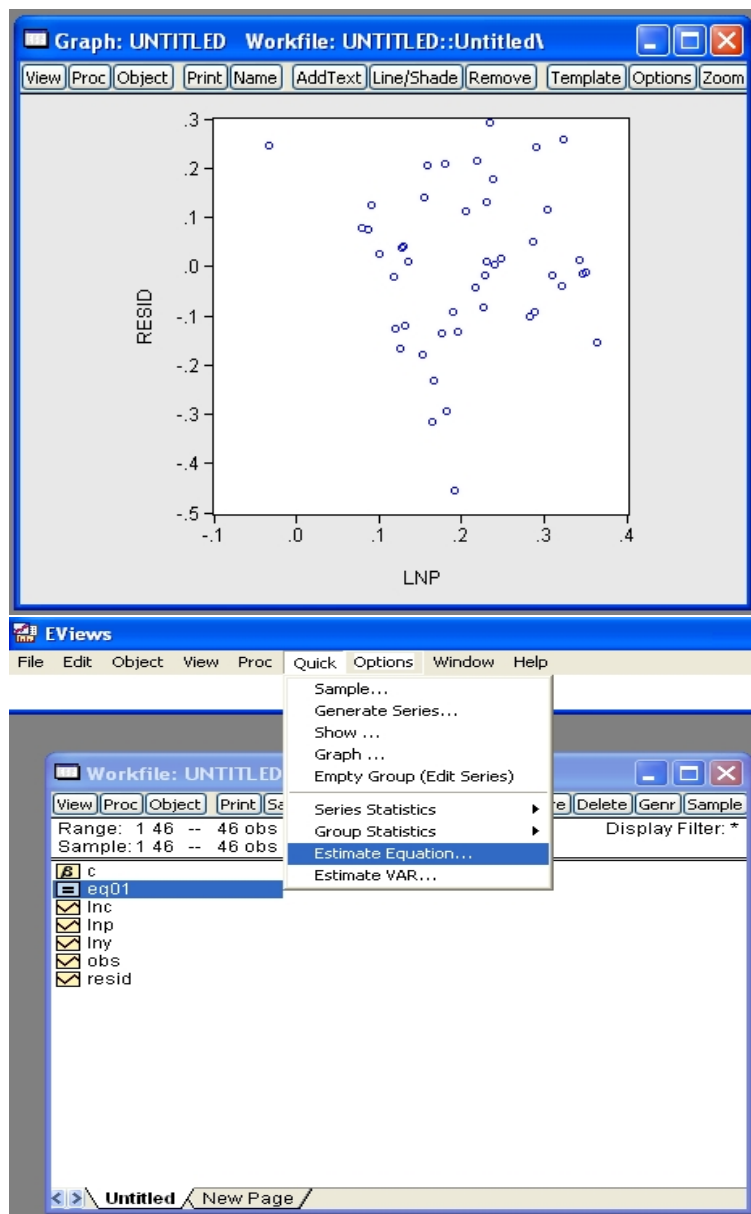 Graph: UNTITLED Workfile: UNTITLED::Untitled\
View Proc Object Print Name AddText Line/Shade Remove Template Options Zoom
.3
.2
.1
.0
-.1
-.2
-.3
-.4
-.5
RESID
-.1 .0 .1 .2 .3 .4
LNP
EViews
File Edit Object View Proc Quick Options Window Help
Sample...
Generate Series...
Show ...
Graph ...
Empty Group (Edit Series)
Series Statistics
Group Statistics
Estimate Equation...
Estimate VAR...
Workfile: UNTITLED
View Proc Object Print Sa e Delete Genr Sample
Range: 1 46 -- 46 obs Display Filter: *
Sample: 1 46 -- 46 obs
B c
= eq01
lnc
lnp
lny
obs
resid
Untitled New Page